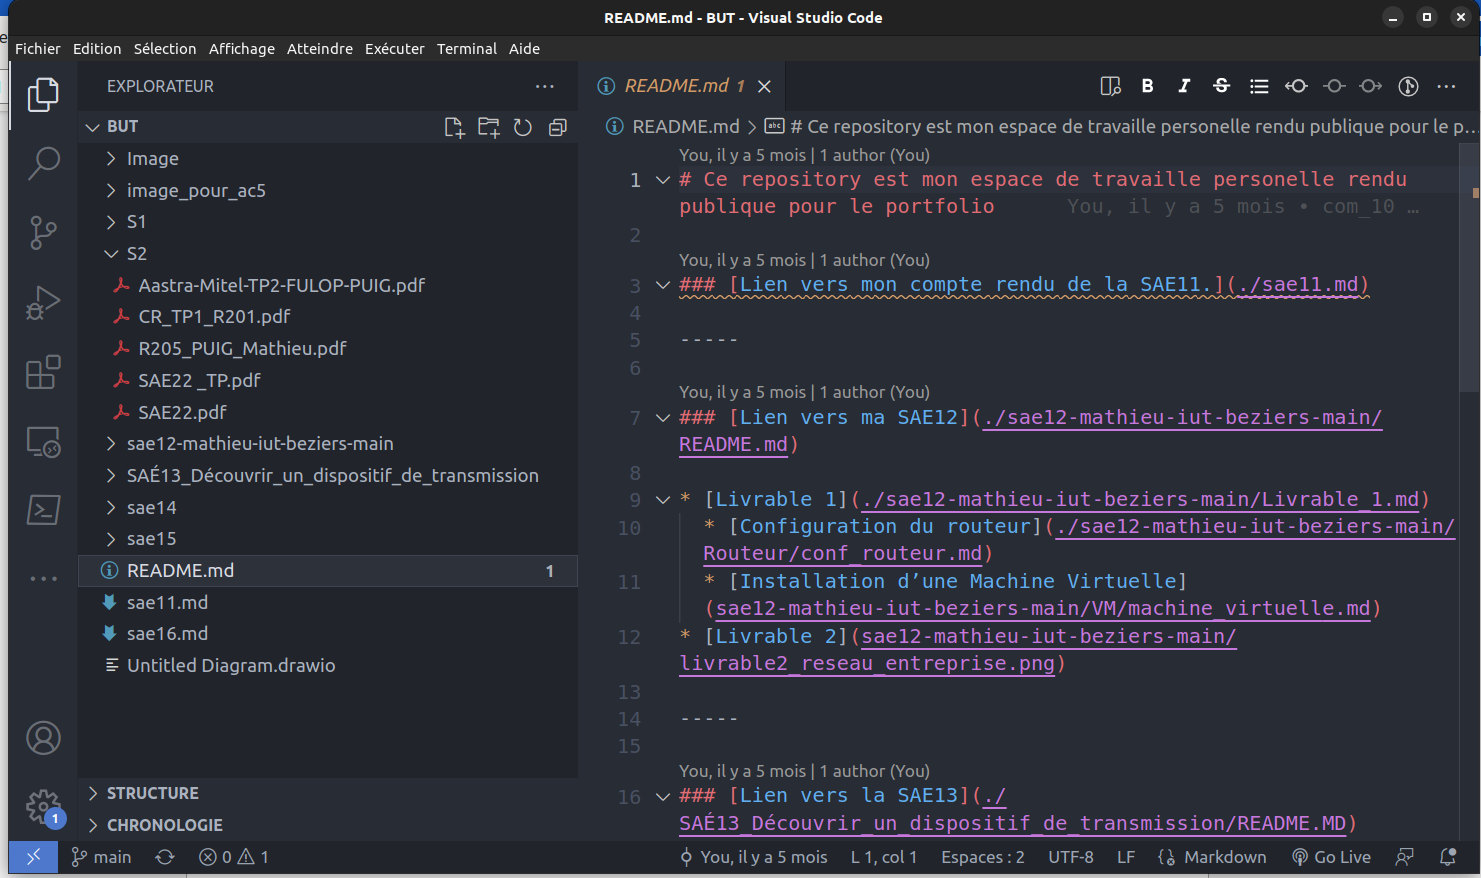 README.md - BUT - Visual Studio Code
Fichier Edition Sélection Affichage Atteindre Exécuter Terminal Aide
EXPLORATEUR
BUT
Image
image_pour_ac5
S1
S2
Aastra-Mitel-TP2-FULOP-PUIG.pdf
CR_TP1_R201.pdf
R205_PUIG_Mathieu.pdf
SAE22 _TP.pdf
SAE22.pdf
sae12-mathieu-iut-beziers-main
SAÉ13_Découvrir_un_dispositif_de_transmission
sae14
sae15
README.md 1
sae11.md
sae16.md
Untitled Diagram.drawio
STRUCTURE
CHRONOLOGIE
1
README.md 1
README.md > # Ce repository est mon espace de travaille personelle rendu publique pour le p…
You, il y a 5 mois | 1 author (You)
1 # Ce repository est mon espace de travaille personelle rendu
publique pour le portfolio You, il y a 5 mois • com_10 …
2
You, il y a 5 mois | 1 author (You)
3 ### [Lien vers mon compte rendu de la SAE11.](./sae11.md)
4
5 -----
6
You, il y a 5 mois | 1 author (You)
7 ### [Lien vers ma SAE12](./sae12-mathieu-iut-beziers-main/
README.md)
8
9 * [Livrable 1](./sae12-mathieu-iut-beziers-main/Livrable_1.md)
10 * [Configuration du routeur](./sae12-mathieu-iut-beziers-main/
Routeur/conf_routeur.md)
11 * [Installation d’une Machine Virtuelle]
(sae12-mathieu-iut-beziers-main/VM/machine_virtuelle.md)
12 * [Livrable 2](sae12-mathieu-iut-beziers-main/
livrable2_reseau_entreprise.png)
13
14 -----
15
You, il y a 5 mois | 1 author (You)
16 ### [Lien vers la SAE13](./
SAÉ13_Découvrir_un_dispositif_de_transmission/README.MD)
main 0 1 You, il y a 5 mois L 1, col 1 Espaces : 2 UTF-8 LF Markdown Go Live